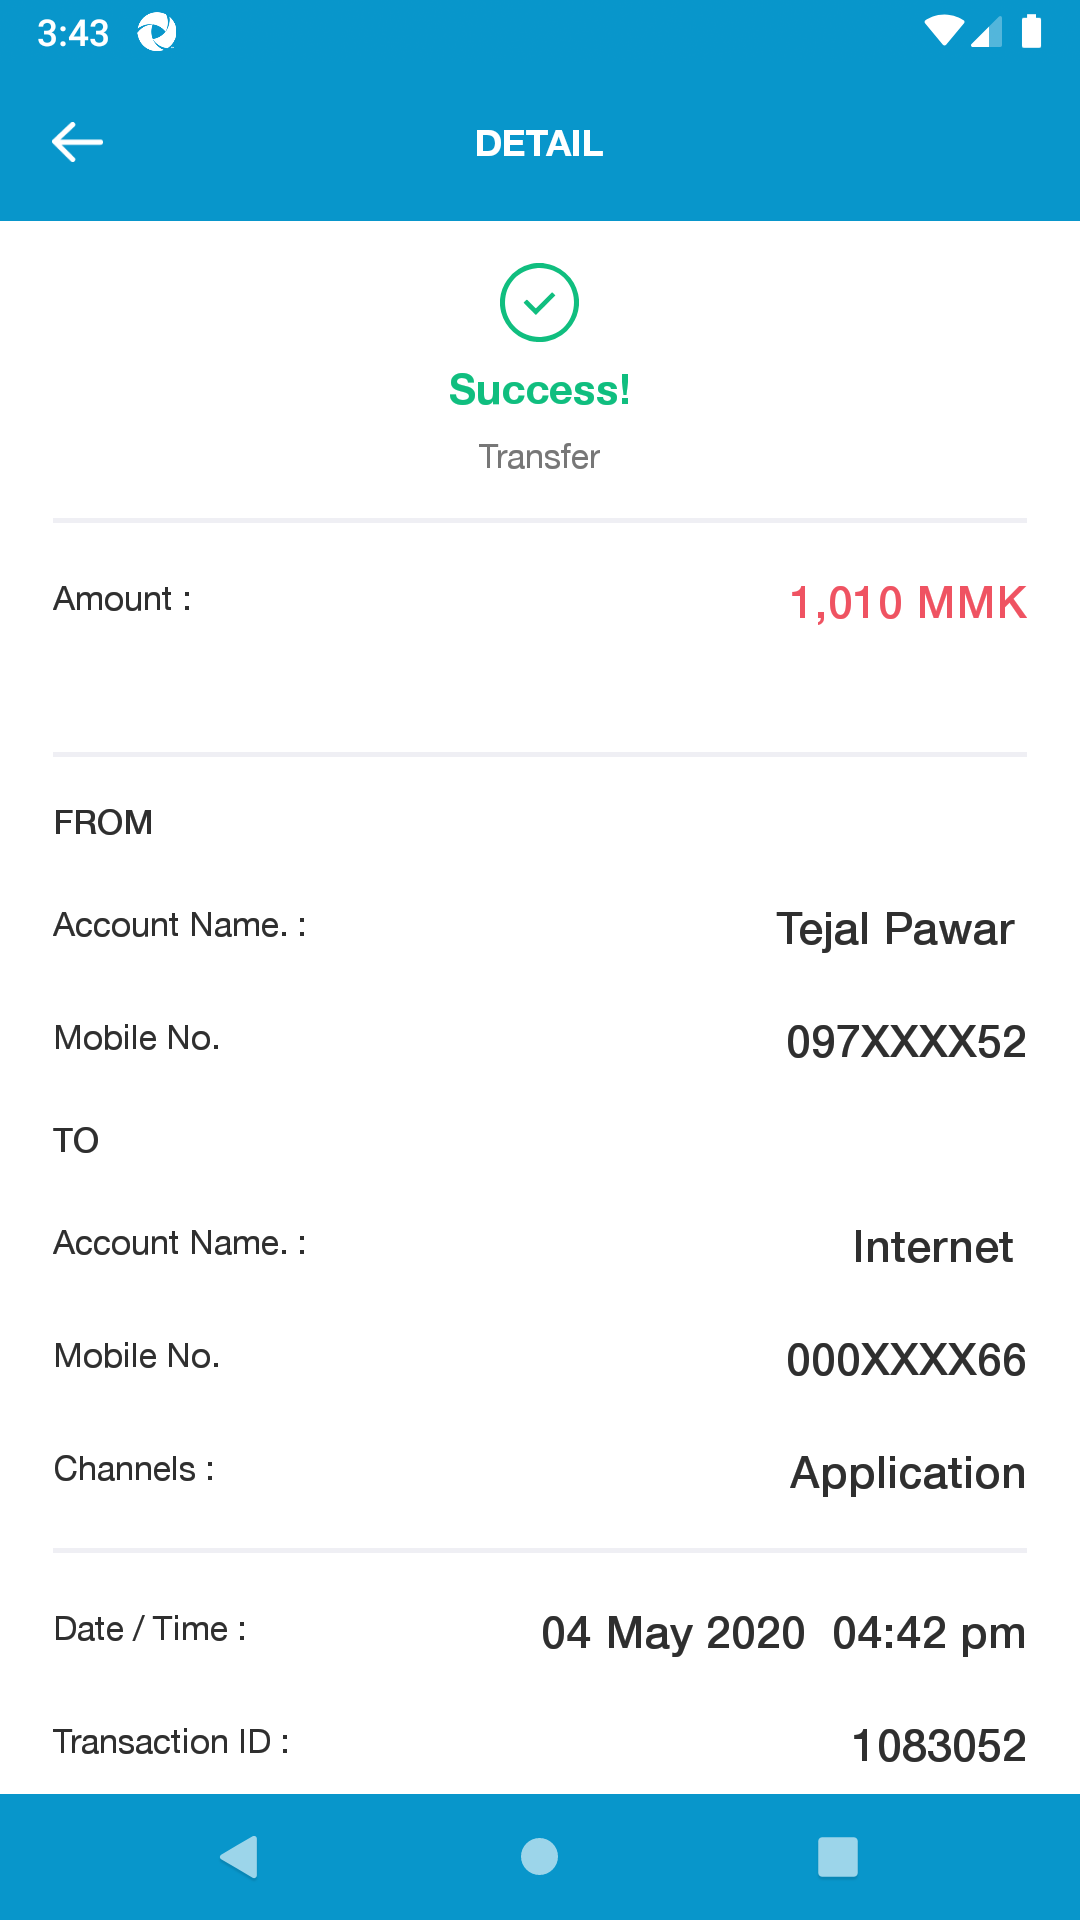 3:43
DETAIL
Success!
Transfer
Amount : 1,010 MMK
FROM
Account Name. : Tejal Pawar
Mobile No. 097XXXX52
TO
Account Name. : Internet
Mobile No. 000XXXX66
Channels : Application
Date / Time : 04 May 2020 04:42 pm
Transaction ID : 1083052